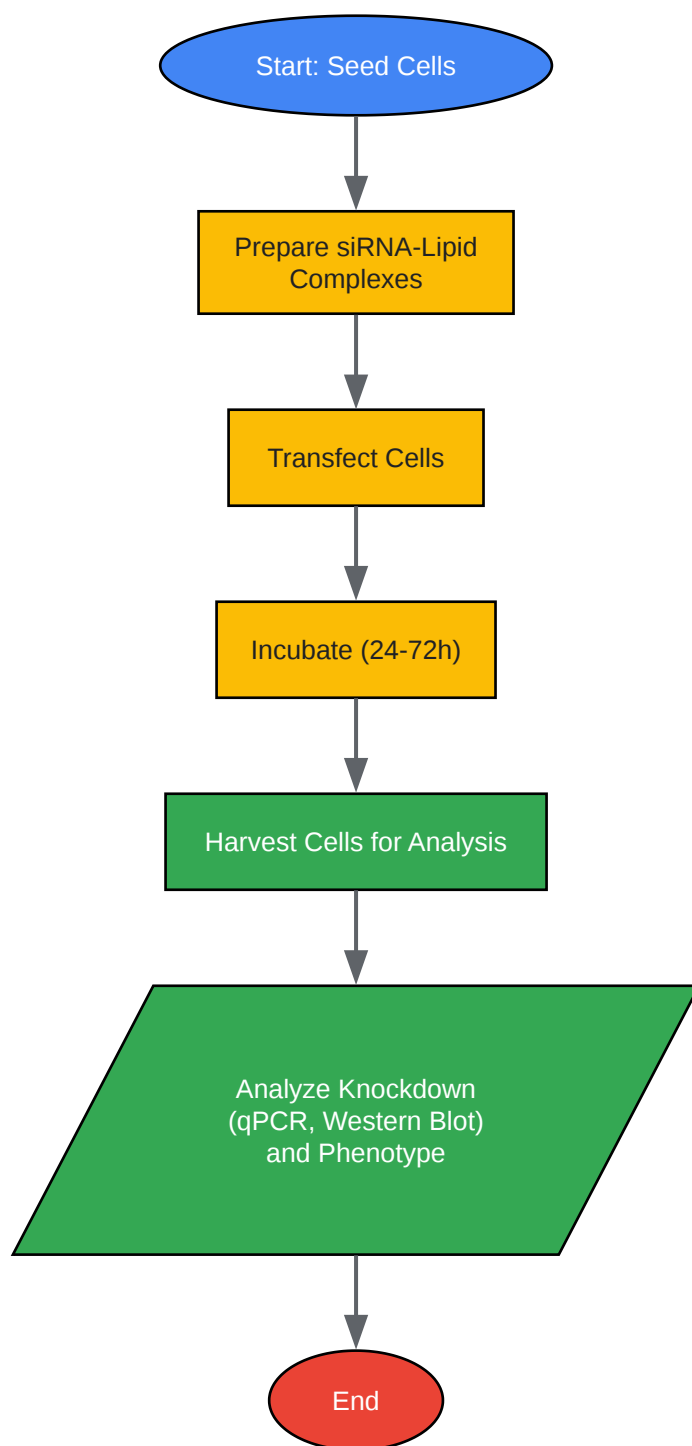 Start: Seed Cells
Prepare siRNA-Lipid
Complexes
Transfect Cells
Incubate (24-72h)
Harvest Cells for Analysis
Analyze Knockdown
(qPCR, Western Blot)
and Phenotype
End